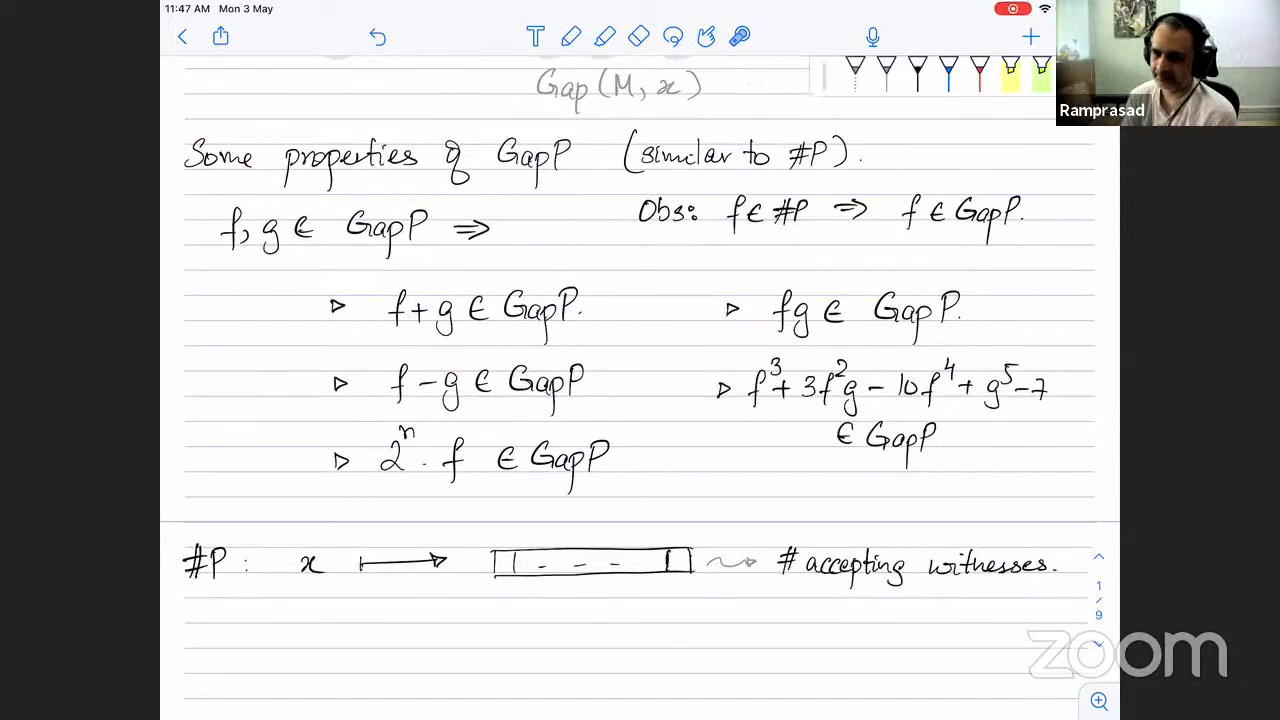 11:47 AM Mon 3 May
Gap (M, x)
Ramprasad
Some properties of GapP (similar to #P).
Obs: f ∈ #P ⇒ f ∈ GapP.
f, g ∈ GapP ⇒
▷ f + g ∈ GapP.
▷ fg ∈ GapP.
▷ f - g ∈ GapP
▷ f³ + 3f²g - 10f⁴ + g⁵ - 7
∈ GapP
▷ 2ⁿ · f ∈ GapP
#P : x ↦ - - - ⇝ # accepting witnesses.
1
/
9
zoom